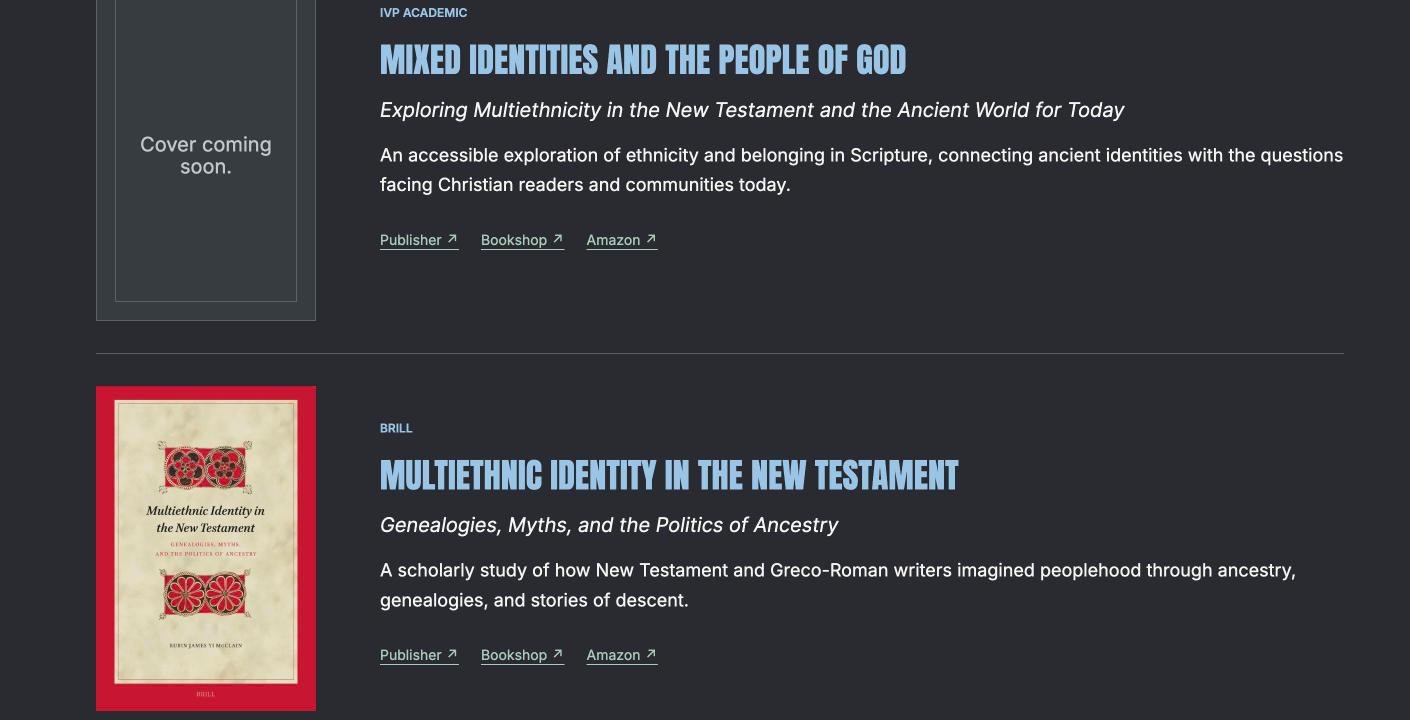 IVP ACADEMIC
MIXED IDENTITIES AND THE PEOPLE OF GOD
Exploring Multiethnicity in the New Testament and the Ancient World for Today
Cover coming
soon.
An accessible exploration of ethnicity and belonging in Scripture, connecting ancient identities with the questions
facing Christian readers and communities today.
Publisher ↗ Bookshop ↗ Amazon ↗
BRILL
MULTIETHNIC IDENTITY IN THE NEW TESTAMENT
Genealogies, Myths, and the Politics of Ancestry
A scholarly study of how New Testament and Greco-Roman writers imagined peoplehood through ancestry,
genealogies, and stories of descent.
Publisher ↗ Bookshop ↗ Amazon ↗
Multiethnic Identity in
the New Testament
GENEALOGIES, MYTHS,
AND THE POLITICS OF ANCESTRY
ROBIN JAMES YI McCLAIN
BRILL